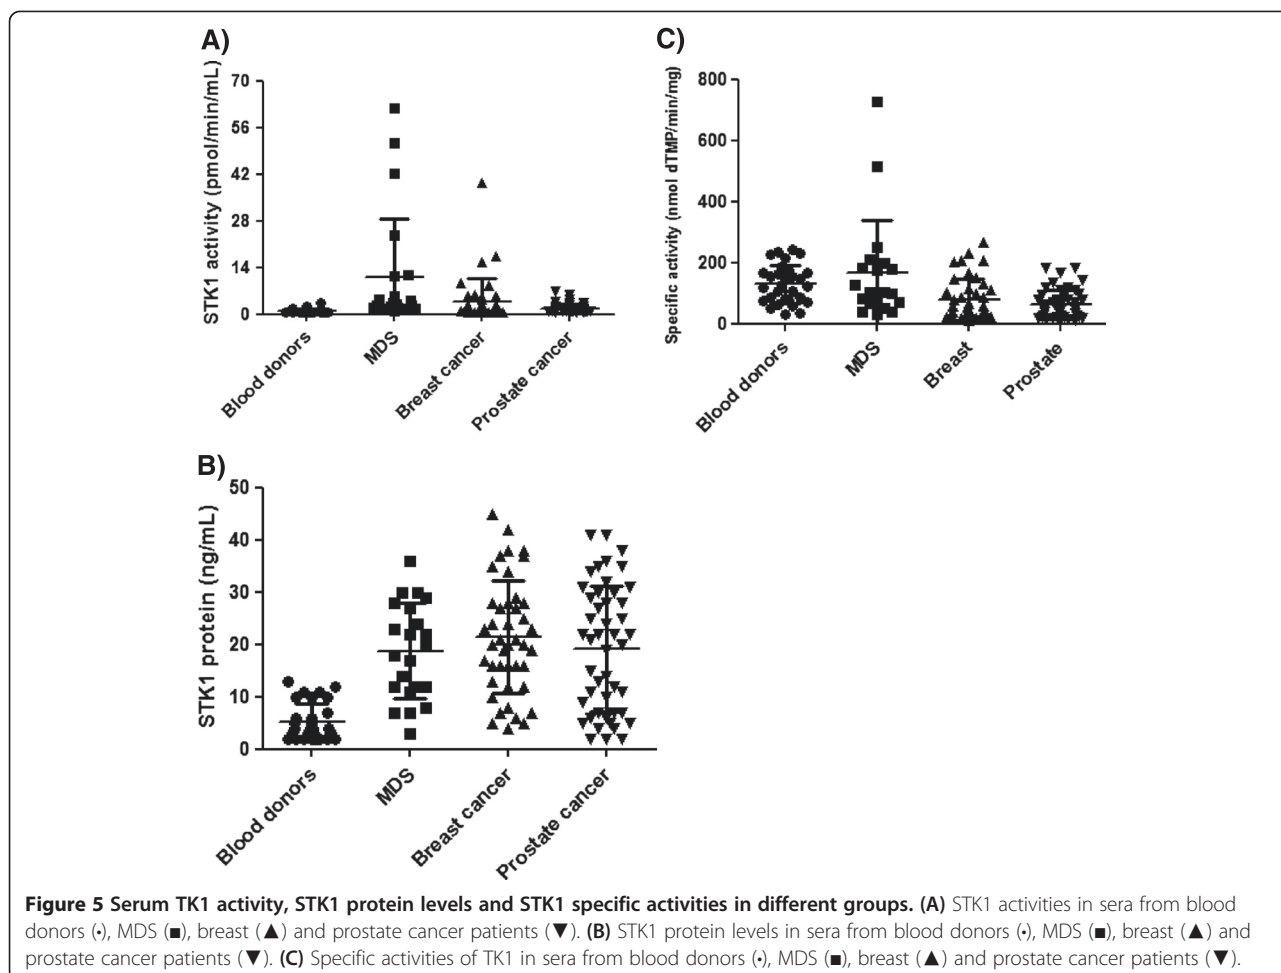 A)
STK1 activity (pmol/min/mL)
70
56
42
28
14
0
Blood donors
MDS
Breast cancer
Prostate cancer
C)
Specific activity (nmol dTMP/min/mg)
800
600
400
200
0
Blood donors
MDS
Breast
Prostate
B)
STK1 protein (ng/mL)
50
40
30
20
10
0
Blood donors
MDS
Breast cancer
Prostate cancer
Figure 5 Serum TK1 activity, STK1 protein levels and STK1 specific activities in different groups. (A) STK1 activities in sera from blood
donors (•), MDS (■), breast (▲) and prostate cancer patients (▼). (B) STK1 protein levels in sera from blood donors (•), MDS (■), breast (▲) and
prostate cancer patients (▼). (C) Specific activities of TK1 in sera from blood donors (•), MDS (■), breast (▲) and prostate cancer patients (▼).